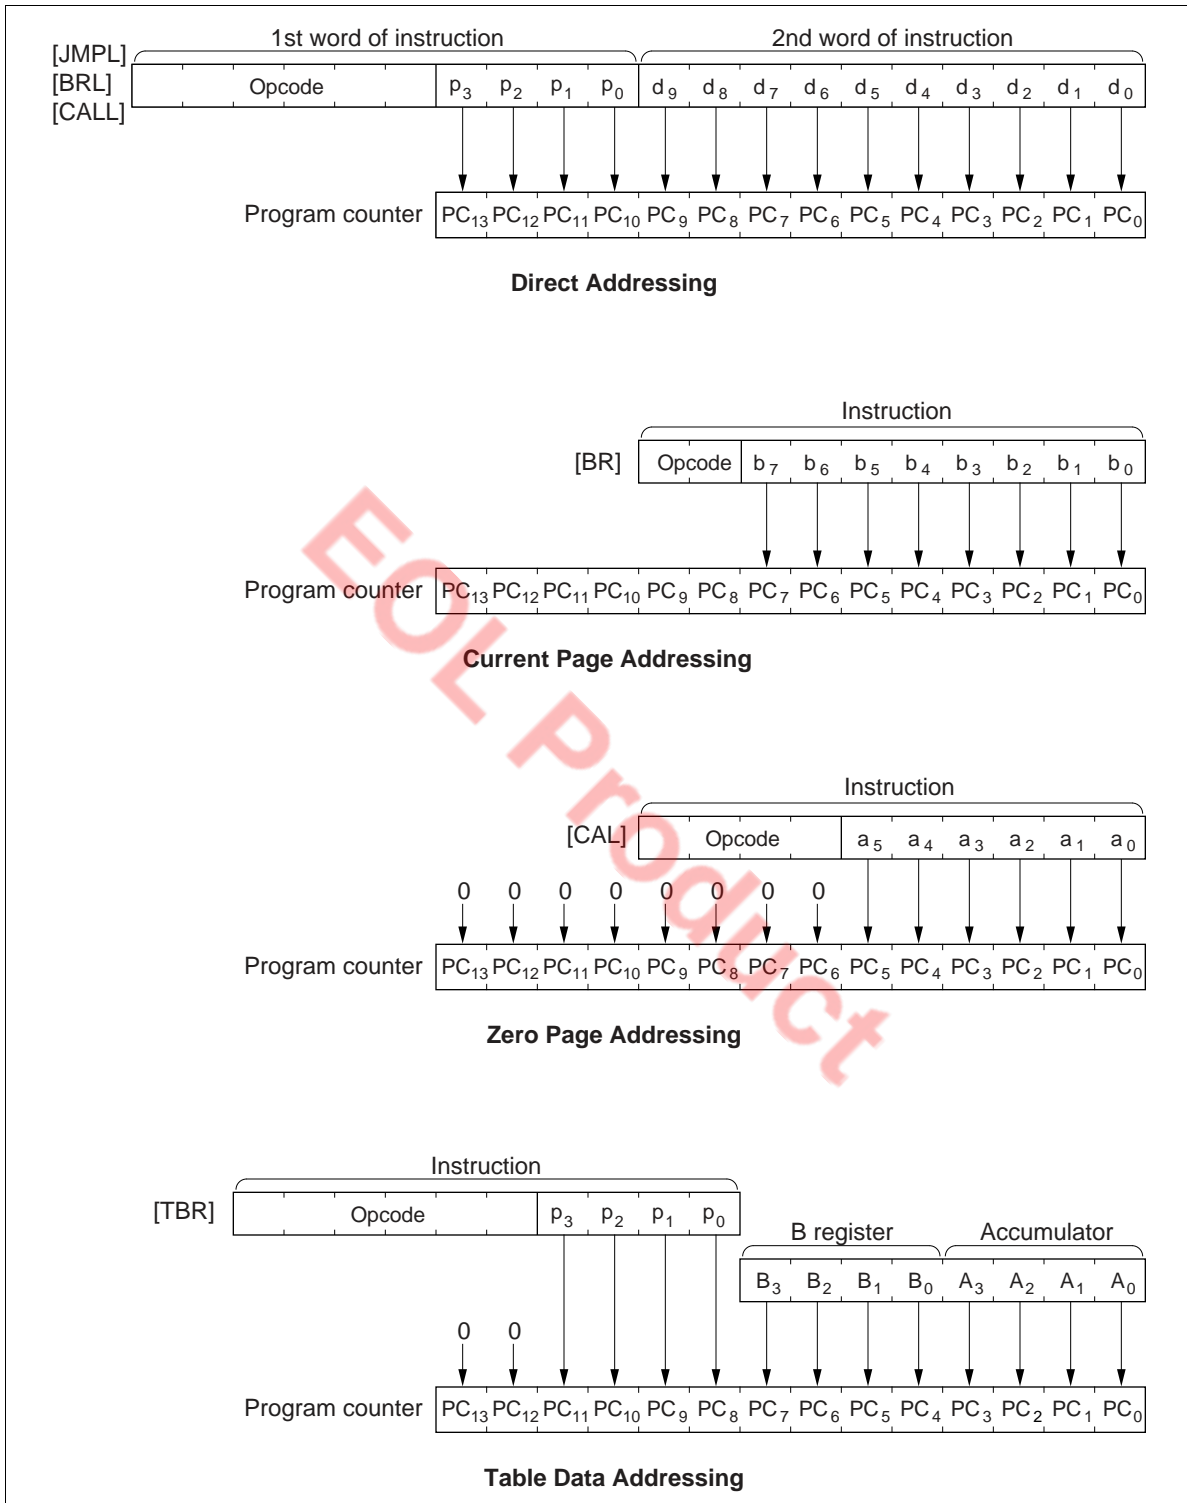 1st word of instruction 2nd word of instruction
[JMPL]
[BRL]
[CALL]
Opcode p3 p2 p1 p0 d9 d8 d7 d6 d5 d4 d3 d2 d1 d0
Program counter PC13 PC12 PC11 PC10 PC9 PC8 PC7 PC6 PC5 PC4 PC3 PC2 PC1 PC0
Direct Addressing
Instruction
[BR] Opcode b7 b6 b5 b4 b3 b2 b1 b0
Program counter PC13 PC12 PC11 PC10 PC9 PC8 PC7 PC6 PC5 PC4 PC3 PC2 PC1 PC0
Current Page Addressing
Instruction
[CAL] Opcode a5 a4 a3 a2 a1 a0
0 0 0 0 0 0 0 0
Program counter PC13 PC12 PC11 PC10 PC9 PC8 PC7 PC6 PC5 PC4 PC3 PC2 PC1 PC0
Zero Page Addressing
Instruction
[TBR] Opcode p3 p2 p1 p0
B register Accumulator
B3 B2 B1 B0 A3 A2 A1 A0
0 0
Program counter PC13 PC12 PC11 PC10 PC9 PC8 PC7 PC6 PC5 PC4 PC3 PC2 PC1 PC0
Table Data Addressing
EOL Product